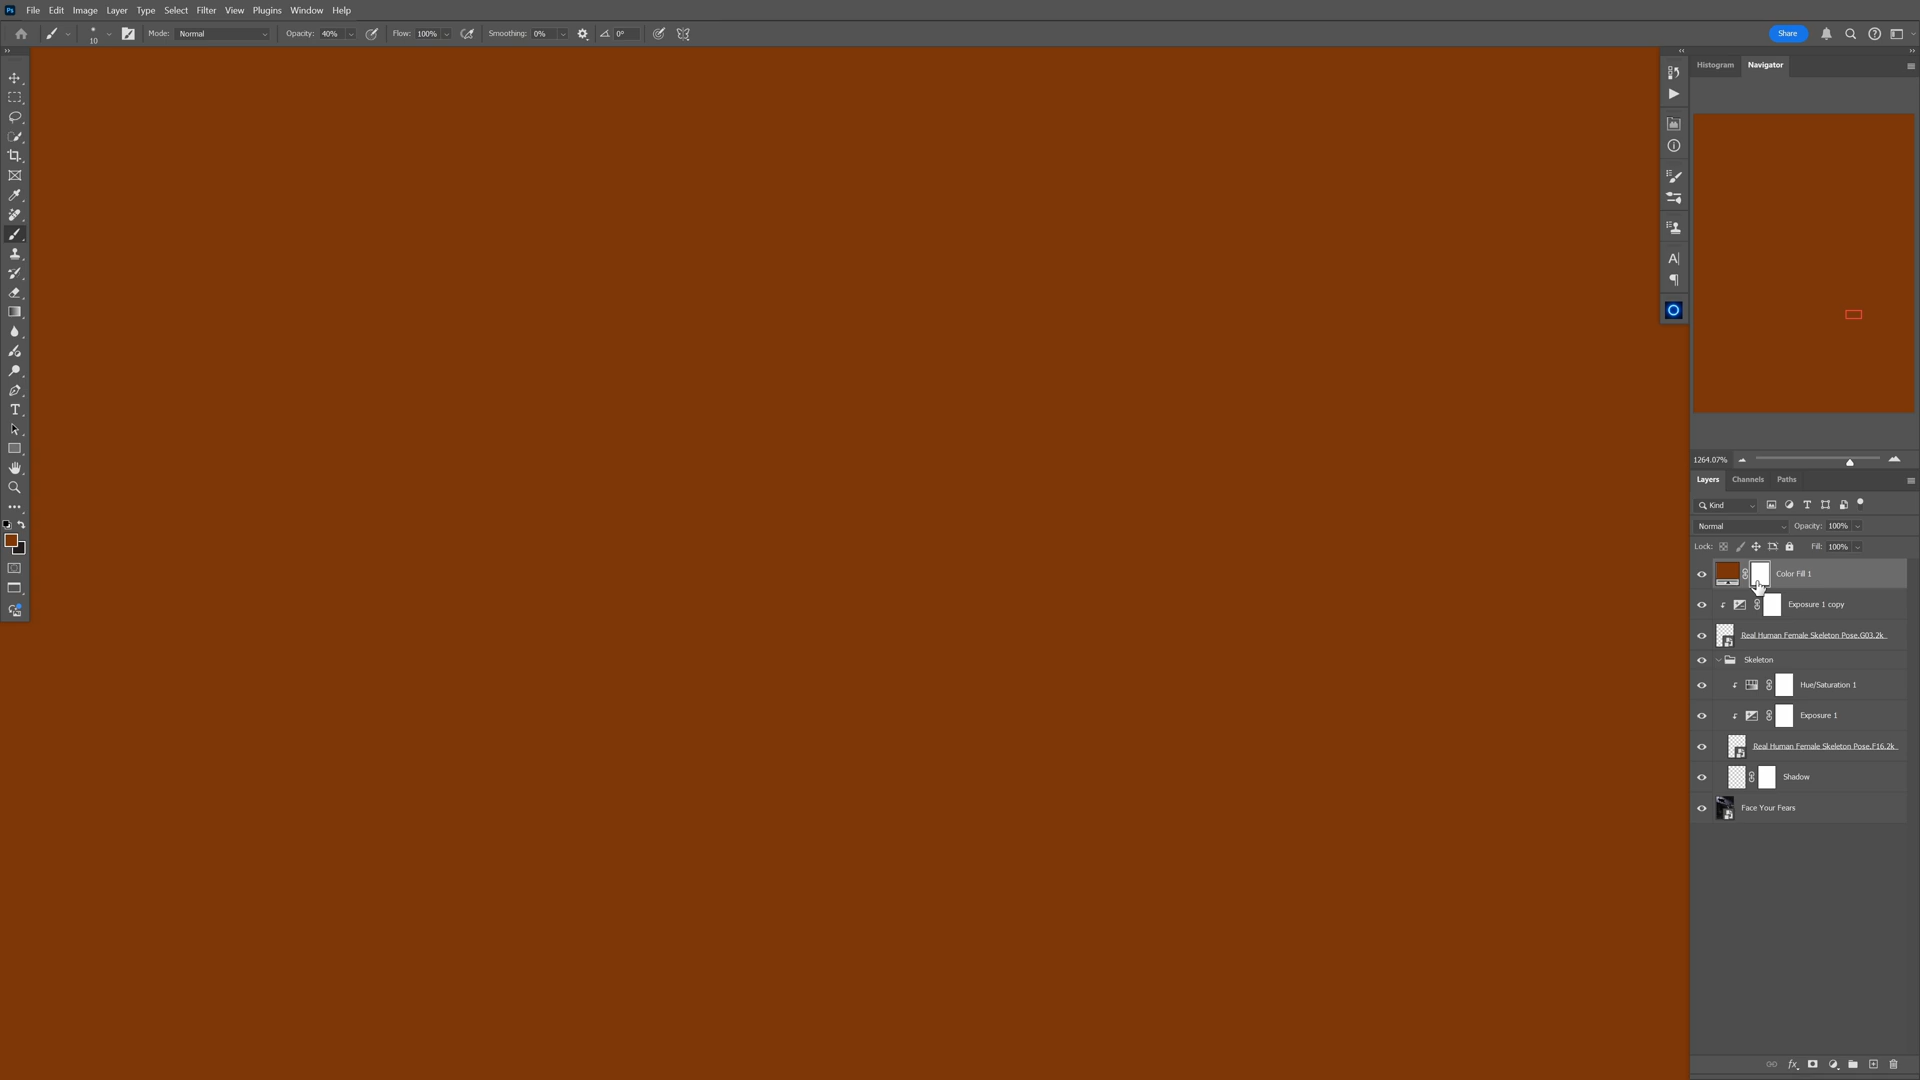 Ps File Edit Image Layer Type Select Filter View Plugins Window Help
10 Mode: Normal Opacity: 40% Flow: 100% Smoothing: 0% 0° Share
Histogram Navigator
1264.07%
Layers Channels Paths
Kind
Normal Opacity: 100%
Lock: Fill: 100%
Color Fill 1
Exposure 1 copy
Real Human Female Skeleton Pose.G03.2k
Skeleton
Hue/Saturation 1
Exposure 1
Real Human Female Skeleton Pose.F16.2k
Shadow
Face Your Fears
fx